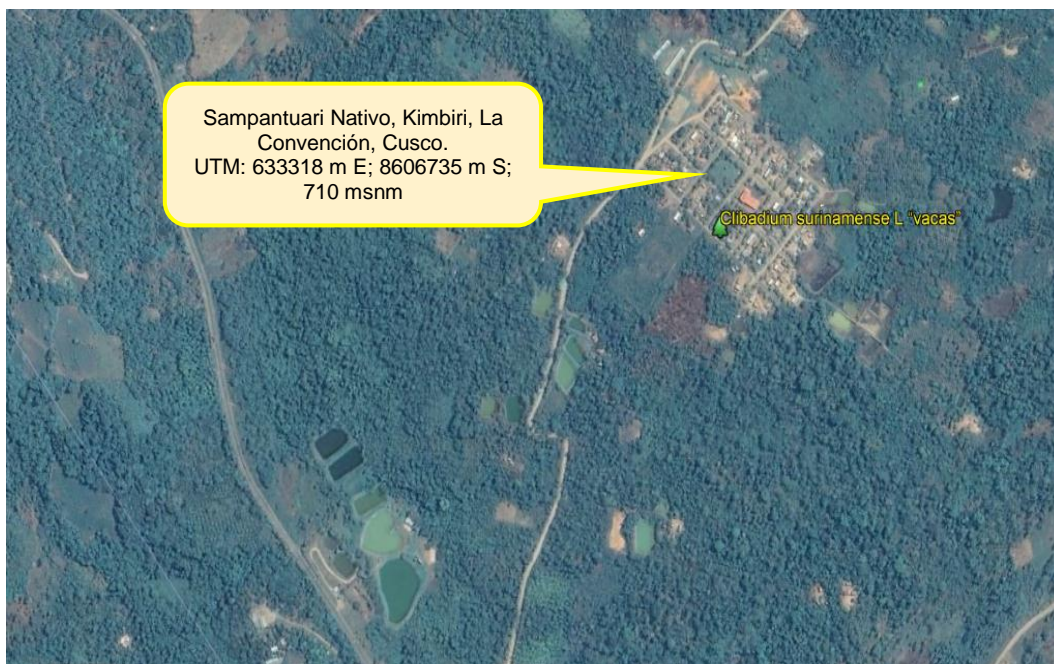 Sampantuari Nativo, Kimbiri, La
Convención, Cusco.
UTM: 633318 m E; 8606735 m S;
710 msnm
Clibadium surinamense L "vacas"